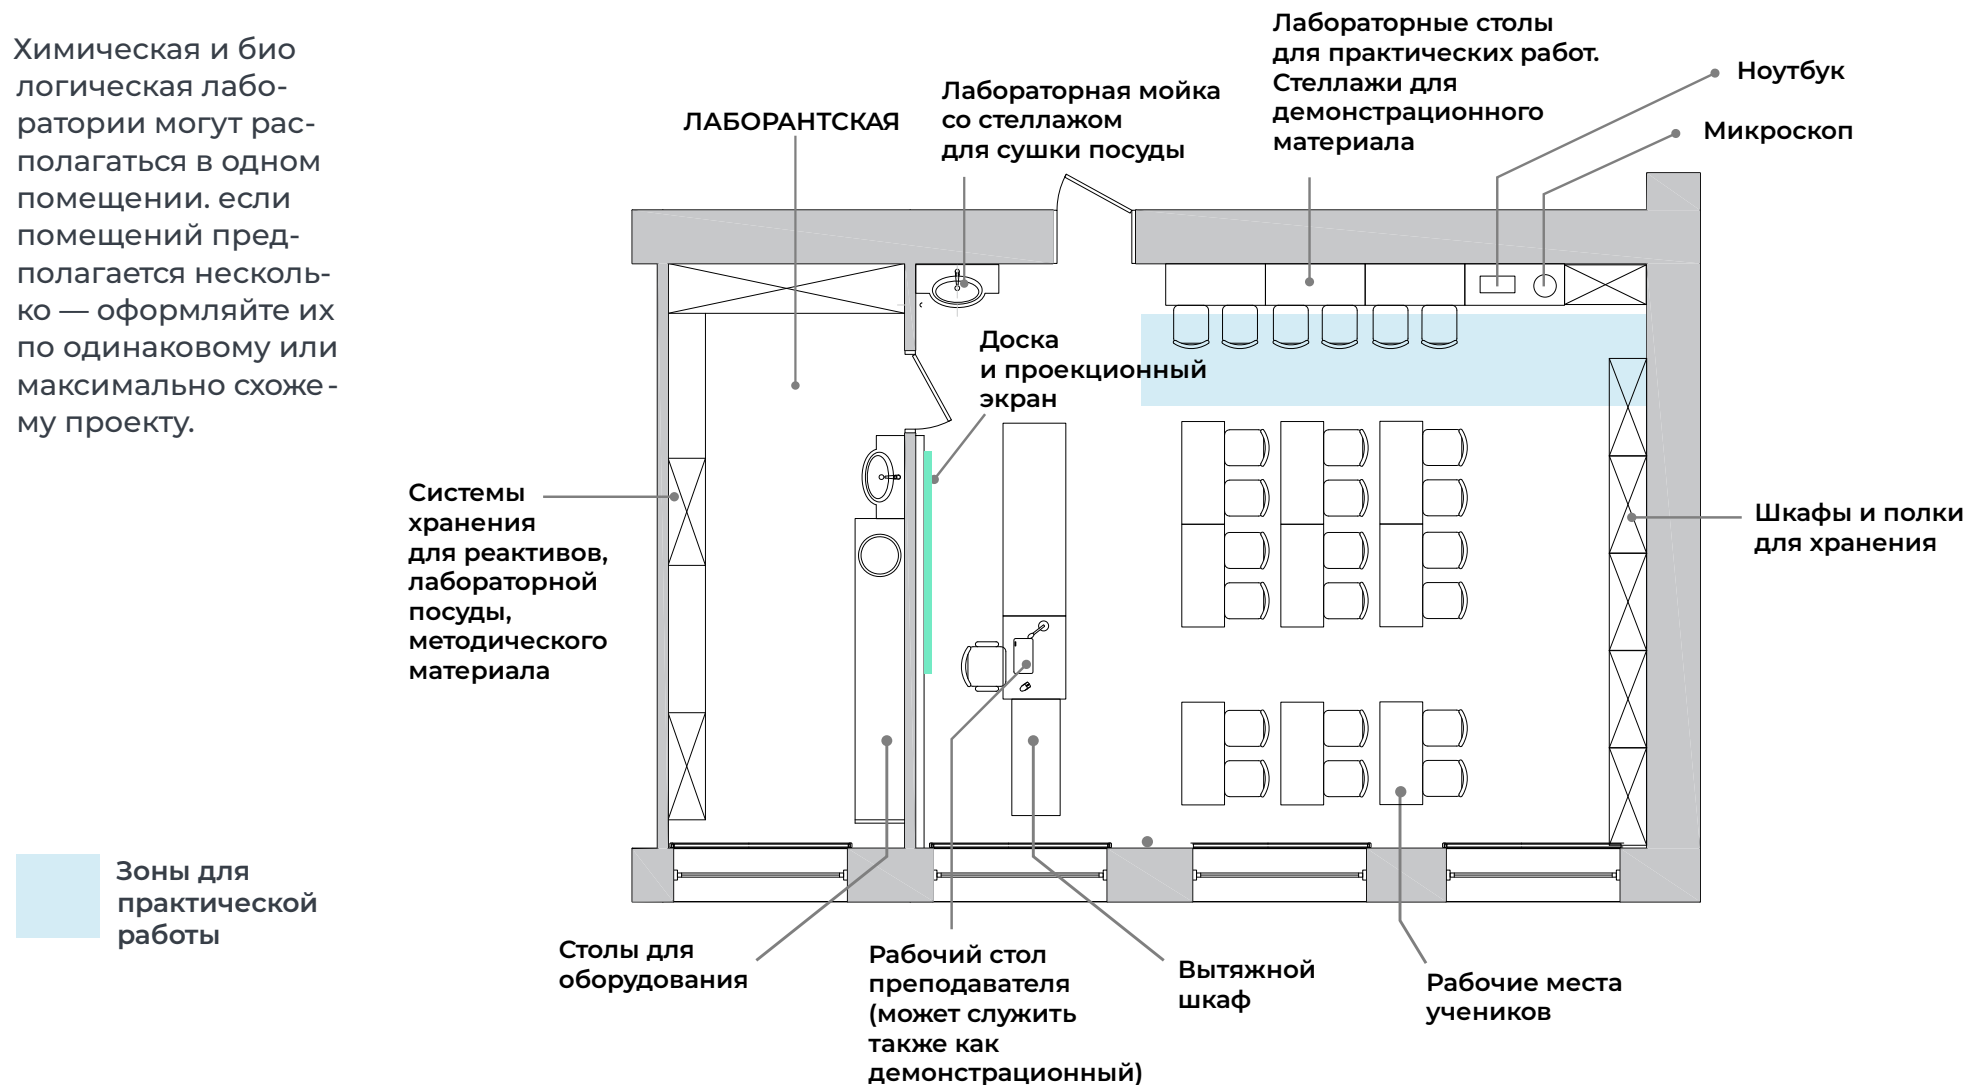 Химическая и био
логическая лабо-
ратории могут рас-
полагаться в одном
помещении. если
помещений пред-
полагается несколь-
ко — оформляйте их
по одинаковому или
максимально схоже-
му проекту.
ЛАБОРАНТСКАЯ
Лабораторная мойка
со стеллажом
для сушки посуды
Лабораторные столы
для практических работ.
Стеллажи для
демонстрационного
материала
Ноутбук
Микроскоп
Доска
и проекционный
экран
Системы
хранения
для реактивов,
лабораторной
посуды,
методического
материала
Шкафы и полки
для хранения
Зоны для
практической
работы
Столы для
оборудования
Рабочий стол
преподавателя
(может служить
также как
демонстрационный)
Вытяжной
шкаф
Рабочие места
учеников